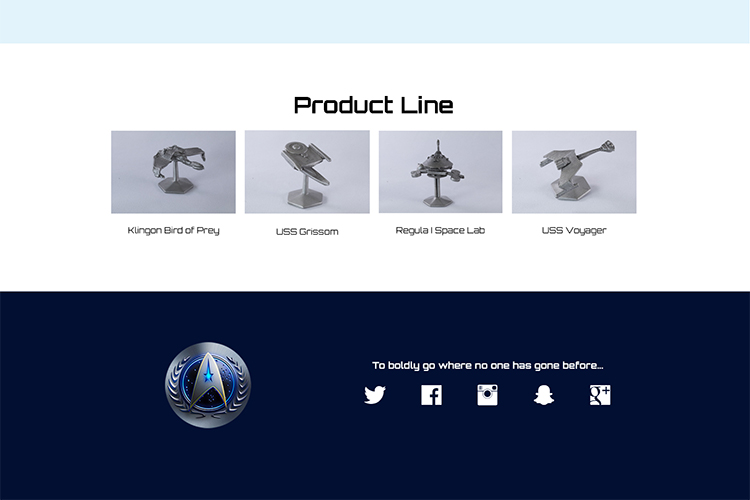 Product Line
Klingon Bird of Prey
USS Grissom
Regula I Space Lab
USS Voyager
To boldly go where no one has gone before...